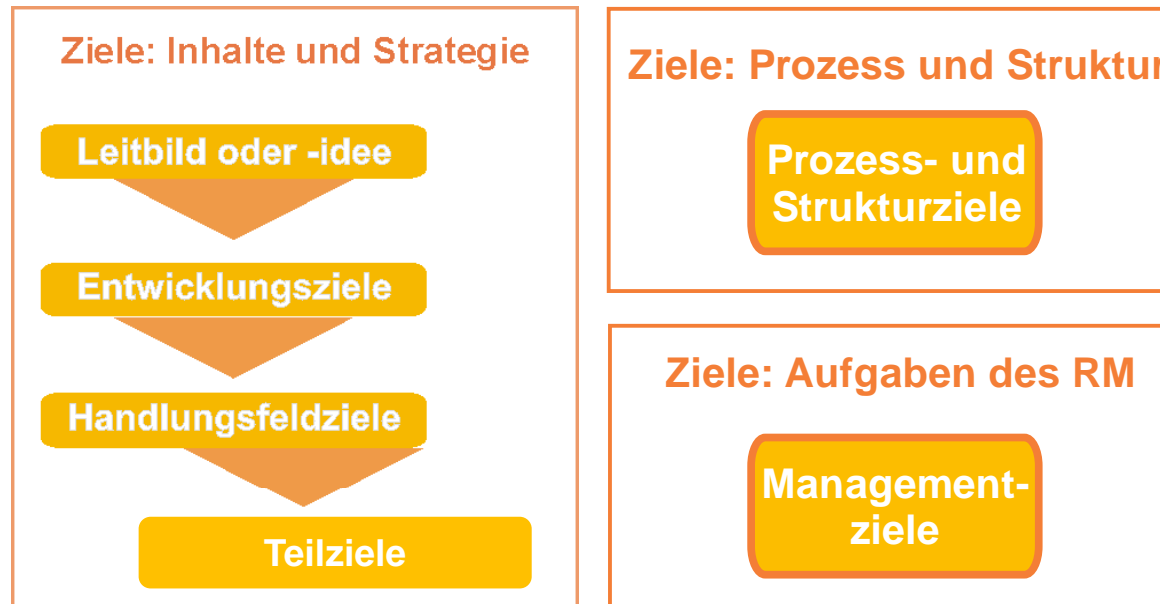 Ziele: Inhalte und Strategie
Leitbild oder -idee
Entwicklungsziele
Handlungsfeldziele
Teilziele
Ziele: Prozess und Struktur
Prozess- und
Strukturziele
Ziele: Aufgaben des RM
Management-
ziele